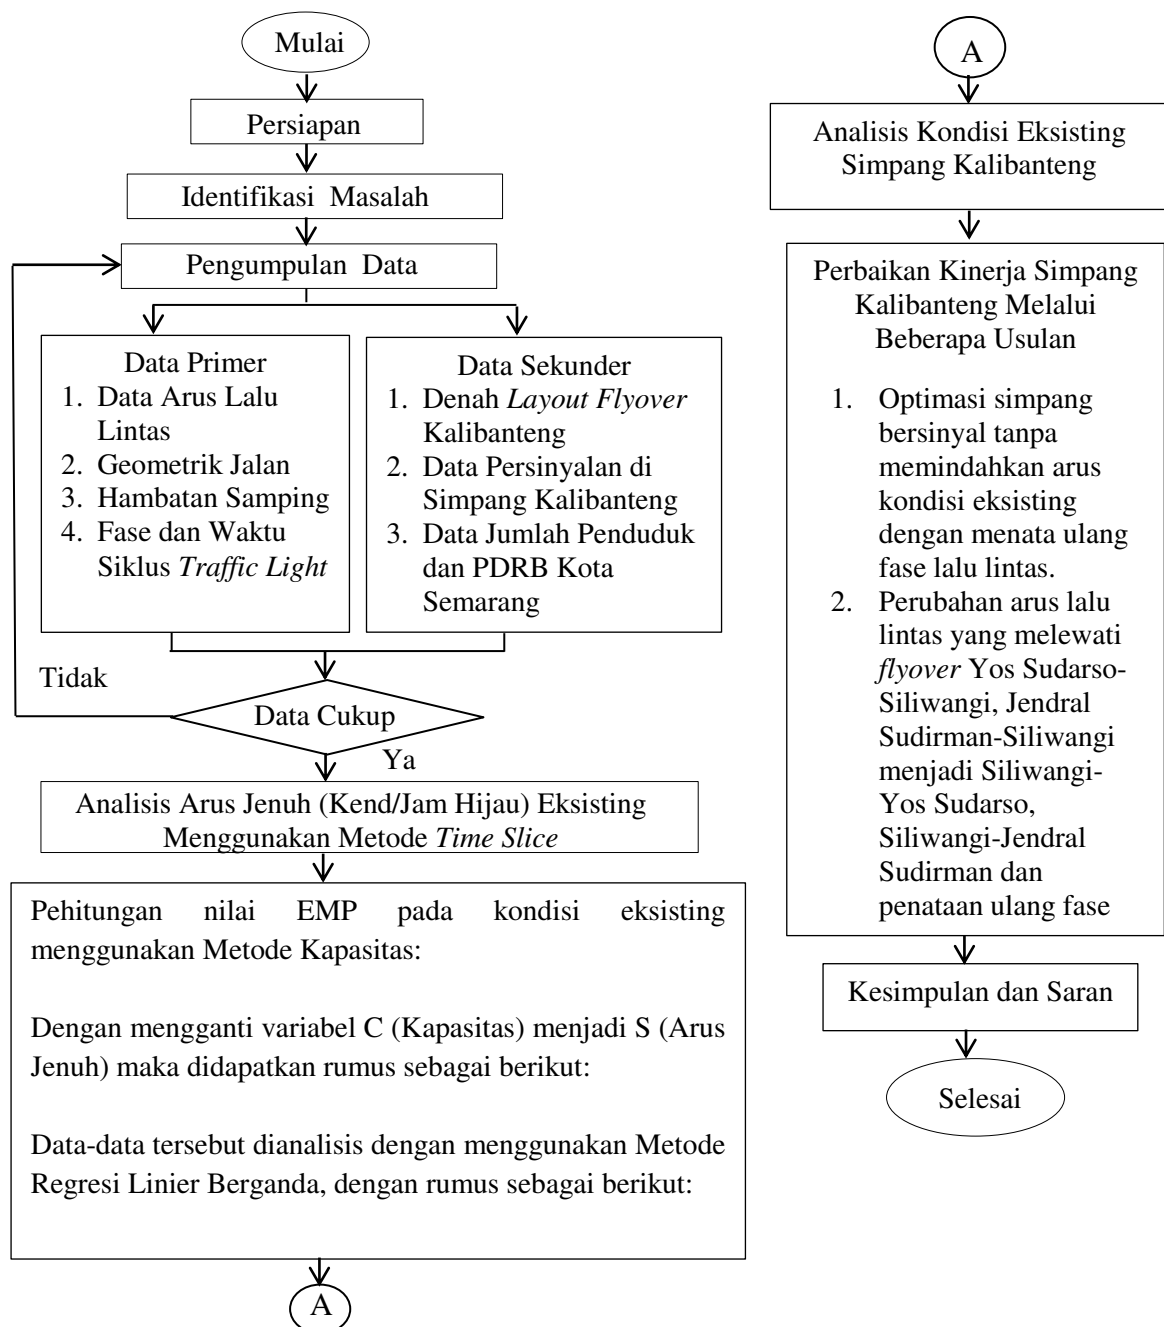 Mulai
Persiapan
Identifikasi Masalah
Pengumpulan Data
Data Primer
1. Data Arus Lalu
Lintas
2. Geometrik Jalan
3. Hambatan Samping
4. Fase dan Waktu
Siklus Traffic Light
Data Sekunder
1. Denah Layout Flyover
Kalibanteng
2. Data Persinyalan di
Simpang Kalibanteng
3. Data Jumlah Penduduk
dan PDRB Kota
Semarang
Tidak
Data Cukup
Ya
Analisis Arus Jenuh (Kend/Jam Hijau) Eksisting
Menggunakan Metode Time Slice
Pehitungan nilai EMP pada kondisi eksisting
menggunakan Metode Kapasitas:
Dengan mengganti variabel C (Kapasitas) menjadi S (Arus
Jenuh) maka didapatkan rumus sebagai berikut:
Data-data tersebut dianalisis dengan menggunakan Metode
Regresi Linier Berganda, dengan rumus sebagai berikut:
A
A
Analisis Kondisi Eksisting
Simpang Kalibanteng
Perbaikan Kinerja Simpang
Kalibanteng Melalui
Beberapa Usulan
1. Optimasi simpang
bersinyal tanpa
memindahkan arus
kondisi eksisting
dengan menata ulang
fase lalu lintas.
2. Perubahan arus lalu
lintas yang melewati
flyover Yos Sudarso-
Siliwangi, Jendral
Sudirman-Siliwangi
menjadi Siliwangi-
Yos Sudarso,
Siliwangi-Jendral
Sudirman dan
penataan ulang fase
Kesimpulan dan Saran
Selesai